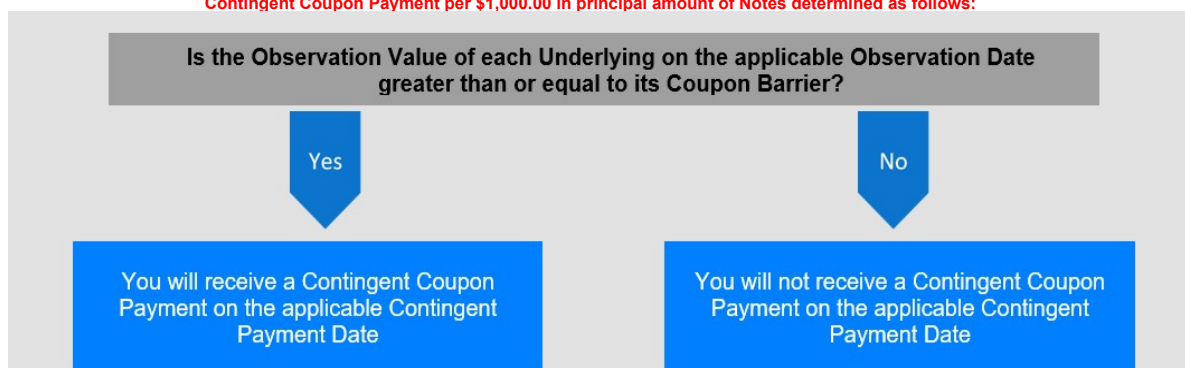 Contingent Coupon Payment per $1,000.00 in principal amount of Notes determined as follows:
Is the Observation Value of each Underlying on the applicable Observation Date
greater than or equal to its Coupon Barrier?
Yes
No
You will receive a Contingent Coupon
Payment on the applicable Contingent
Payment Date
You will not receive a Contingent Coupon
Payment on the applicable Contingent
Payment Date